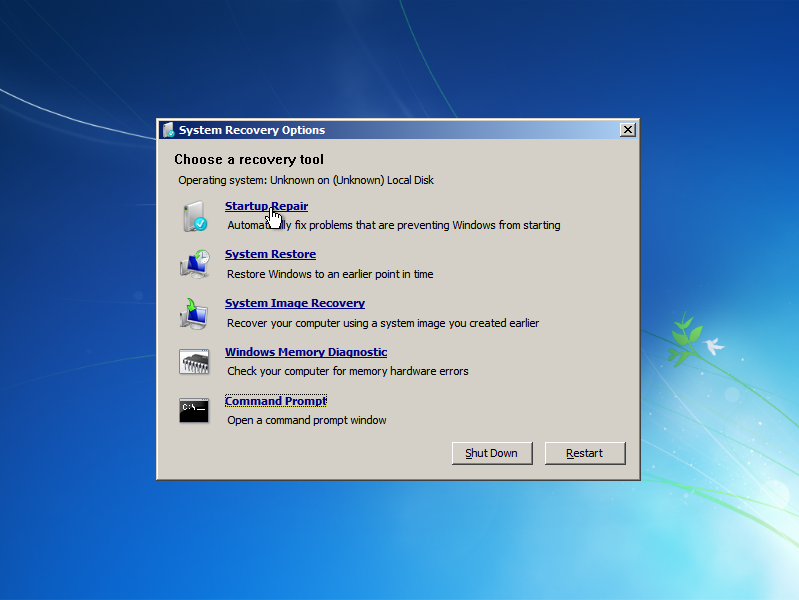 System Recovery Options
Choose a recovery tool
Operating system: Unknown on (Unknown) Local Disk
Startup Repair
Automatically fix problems that are preventing Windows from starting
System Restore
Restore Windows to an earlier point in time
System Image Recovery
Recover your computer using a system image you created earlier
Windows Memory Diagnostic
Check your computer for memory hardware errors
C:\_
Command Prompt
Open a command prompt window
Shut Down
Restart